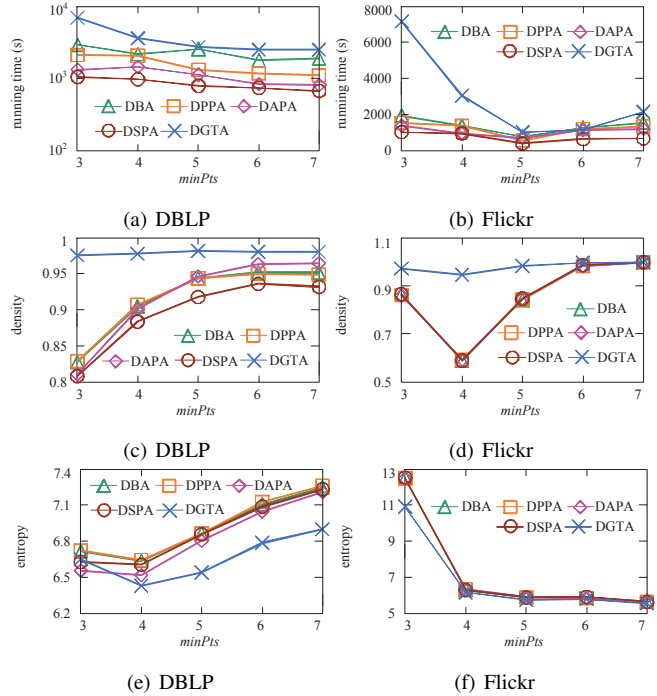 10⁴
10³
10²
running time (s)
DBA DPPA DAPA
DSPA DGTA
3 4 5 6 7
minPts
(a) DBLP
10000
8000
6000
4000
2000
0
running time (s)
DBA DPPA DAPA
DSPA DGTA
3 4 5 6 7
minPts
(b) Flickr
1
0.95
0.9
0.85
0.8
density
DBA DPPA
DAPA DSPA DGTA
3 4 5 6 7
minPts
(c) DBLP
1.1
0.9
0.7
0.5
density
DBA
DPPA DAPA
DSPA DGTA
3 4 5 6 7
minPts
(d) Flickr
7.4
7.1
6.8
6.5
6.2
entropy
DBA DPPA DAPA
DSPA DGTA
3 4 5 6 7
minPts
(e) DBLP
13
11
9
7
6
5
entropy
DBA DPPA DAPA
DSPA DGTA
3 4 5 6 7
minPts
(f) Flickr